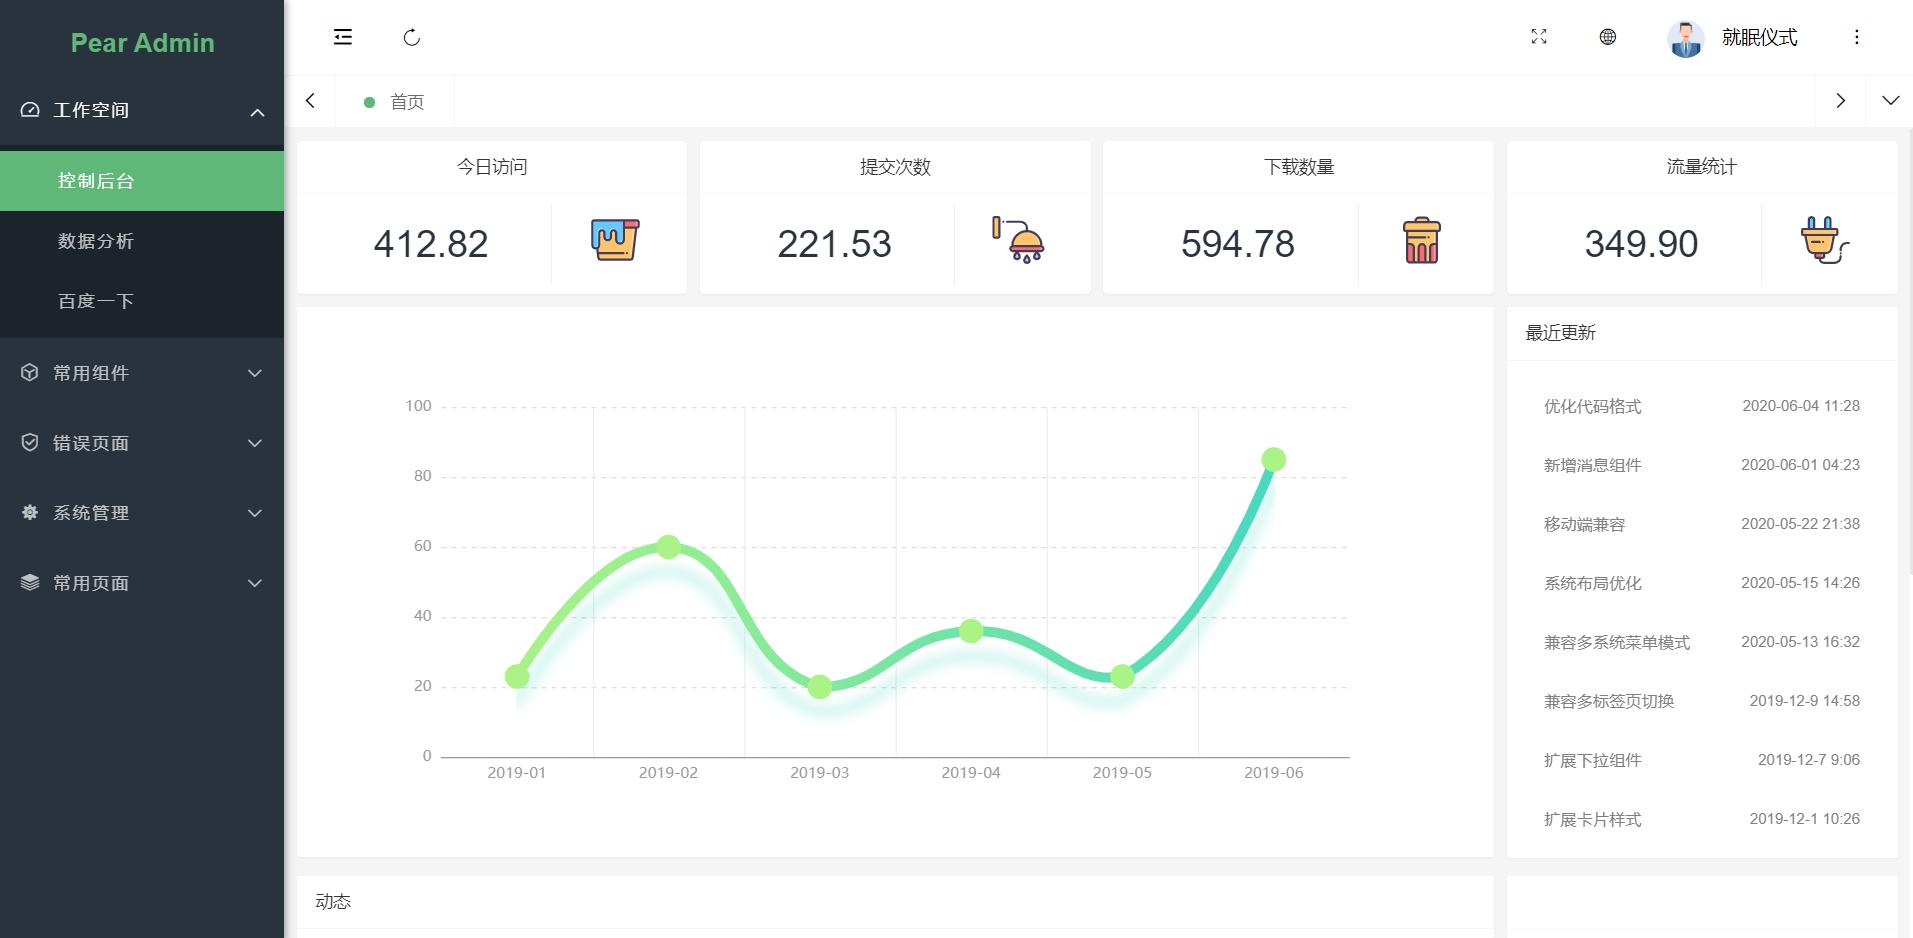 Pear Admin
工作空间
控制后台
数据分析
百度一下
常用组件
错误页面
系统管理
常用页面
就眠仪式
首页
今日访问
412.82
提交次数
221.53
下载数量
594.78
流量统计
349.90
100
80
60
40
20
0
2019-01 2019-02 2019-03 2019-04 2019-05 2019-06
最近更新
优化代码格式 2020-06-04 11:28
新增消息组件 2020-06-01 04:23
移动端兼容 2020-05-22 21:38
系统布局优化 2020-05-15 14:26
兼容多系统菜单模式 2020-05-13 16:32
兼容多标签页切换 2019-12-9 14:58
扩展下拉组件 2019-12-7 9:06
扩展卡片样式 2019-12-1 10:26
动态